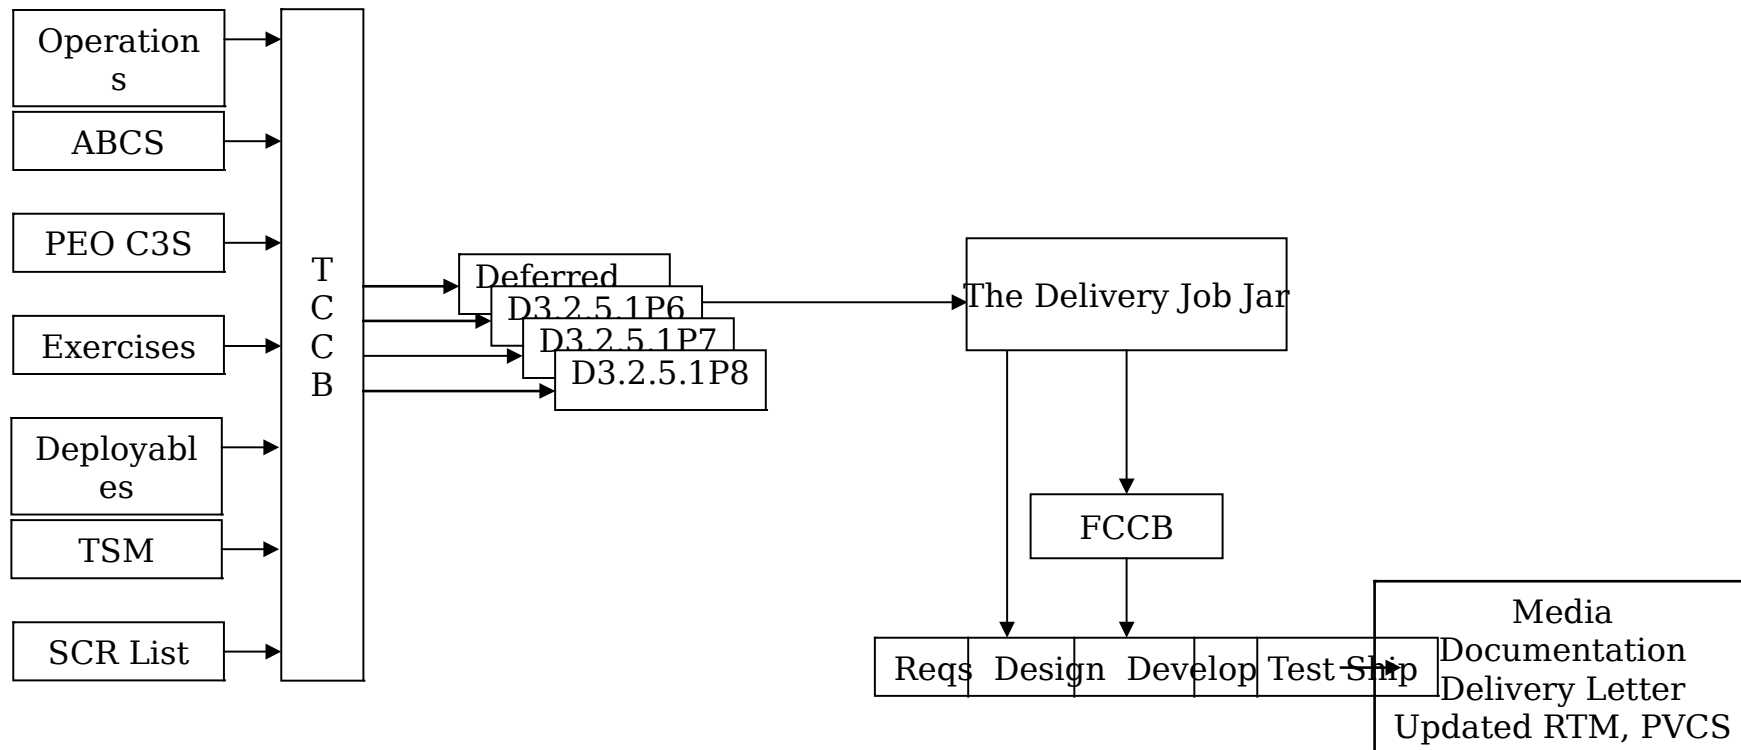 Operation
s
ABCS
PEO C3S
Exercises
Deployabl
es
TSM
SCR List
T
C
C
B
Deferred
D3.2.5.1P6
D3.2.5.1P7
D3.2.5.1P8
The Delivery Job Jar
FCCB
Reqs Design Develop Test Ship
Media
Documentation
Delivery Letter
Updated RTM, PVCS